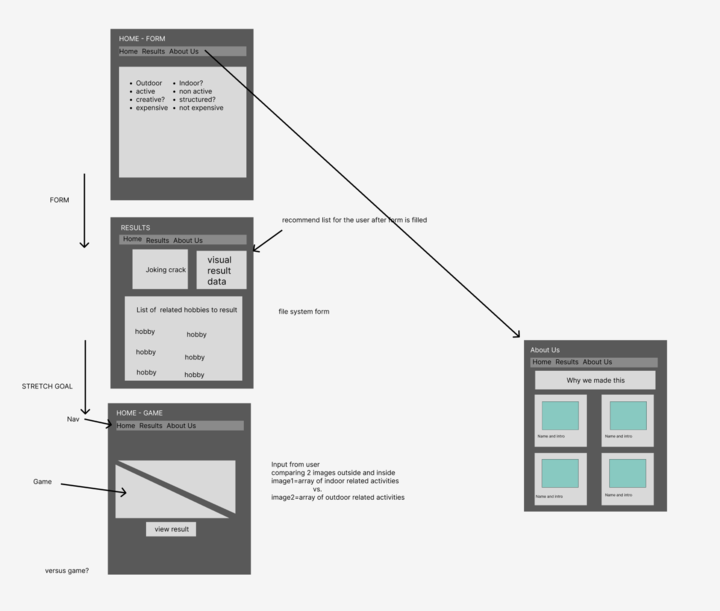 HOME - FORM
Home Results About Us
• Outdoor • Indoor?
• active • non active
• creative? • structured?
• expensive • not expensive
FORM
RESULTS
Home Results About Us
recommend list for the user after form is filled
Joking crack
visual
result
data
List of related hobbies to result
hobby hobby
hobby hobby
hobby hobby
file system form
STRETCH GOAL
HOME - GAME
Nav
Home Results About Us
Game
view result
Input from user
comparing 2 images outside and inside
image1=array of indoor related activities
vs.
image2=array of outdoor related activities
versus game?
About Us
Home Results About Us
Why we made this
Name and intro Name and intro
Name and intro Name and intro